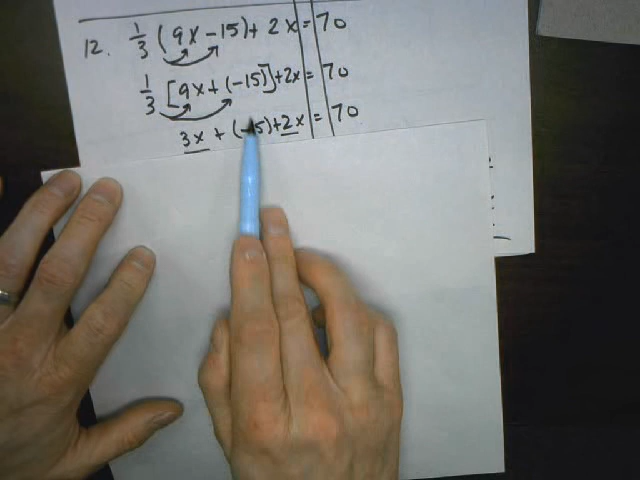 12. 1/3 (9x - 15) + 2x = 70
1/3 [9x + (-15)] + 2x = 70
3x + (-5) + 2x = 70